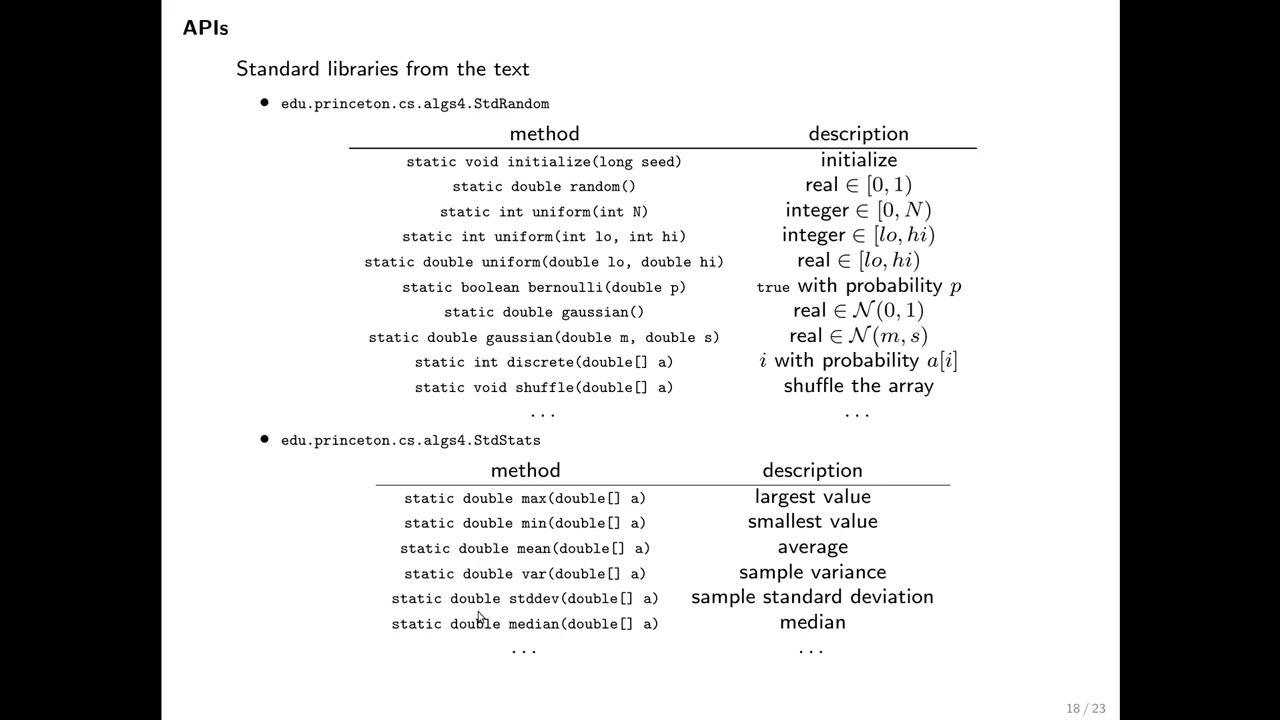 APIs
Standard libraries from the text
• edu.princeton.cs.algs4.StdRandom
method description
static void initialize(long seed) initialize
static double random() real ∈ [0, 1)
static int uniform(int N) integer ∈ [0, N)
static int uniform(int lo, int hi) integer ∈ [lo, hi)
static double uniform(double lo, double hi) real ∈ [lo, hi)
static boolean bernoulli(double p) true with probability p
static double gaussian() real ∈ 𝒩(0, 1)
static double gaussian(double m, double s) real ∈ 𝒩(m, s)
static int discrete(double[] a) i with probability a[i]
static void shuffle(double[] a) shuffle the array
... ...
• edu.princeton.cs.algs4.StdStats
method description
static double max(double[] a) largest value
static double min(double[] a) smallest value
static double mean(double[] a) average
static double var(double[] a) sample variance
static double stddev(double[] a) sample standard deviation
static double median(double[] a) median
... ...
18 / 23